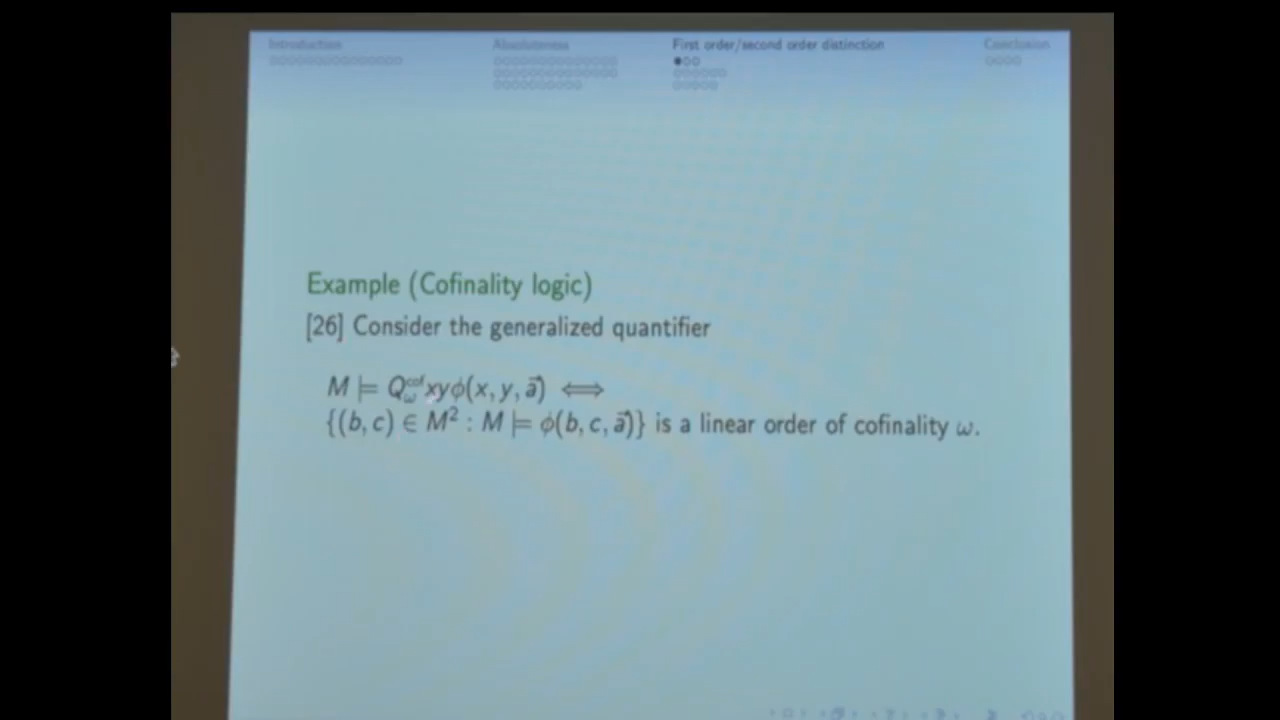 Introduction Absoluteness First order/second order distinction Conclusion
Example (Cofinality logic)
[26] Consider the generalized quantifier
M ⊨ Q^cof_ω xyϕ(x, y, a⃗) ⟺
{(b, c) ∈ M² : M ⊨ ϕ(b, c, a⃗)} is a linear order of cofinality ω.